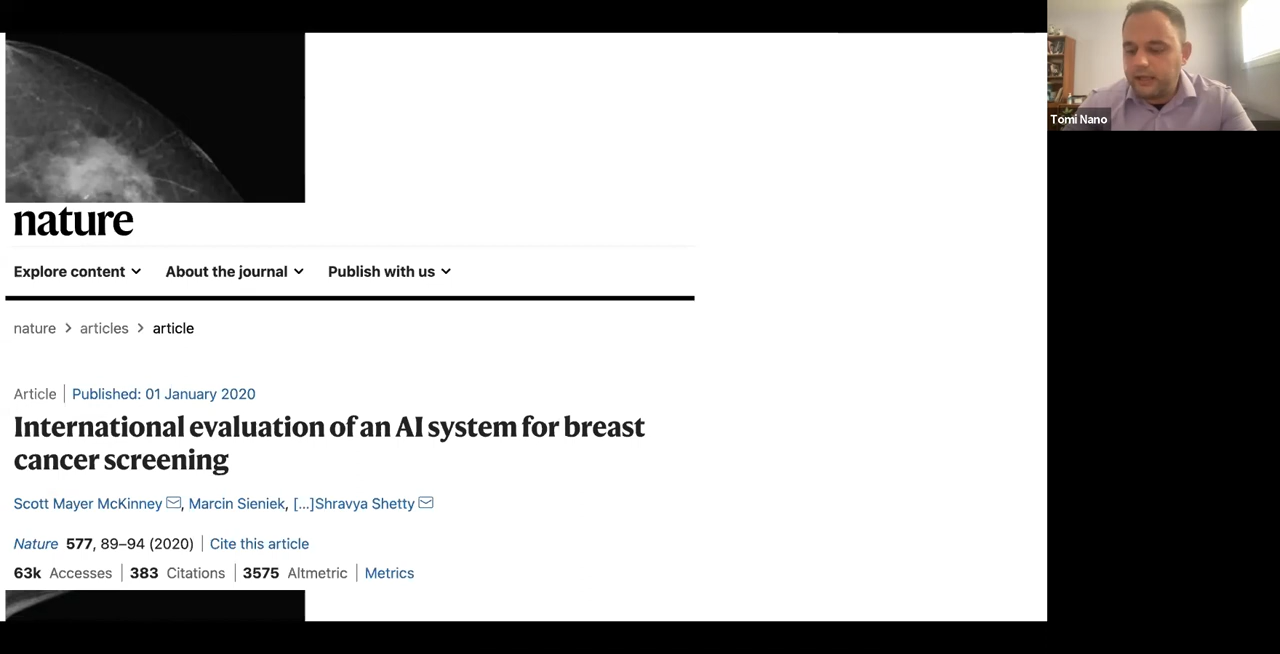 Tomi Nano
nature
Explore content
About the journal
Publish with us
nature > articles > article
Article | Published: 01 January 2020
International evaluation of an AI system for breast
cancer screening
Scott Mayer McKinney, Marcin Sieniek, [...]Shravya Shetty
Nature 577, 89–94 (2020) | Cite this article
63k Accesses | 383 Citations | 3575 Altmetric | Metrics